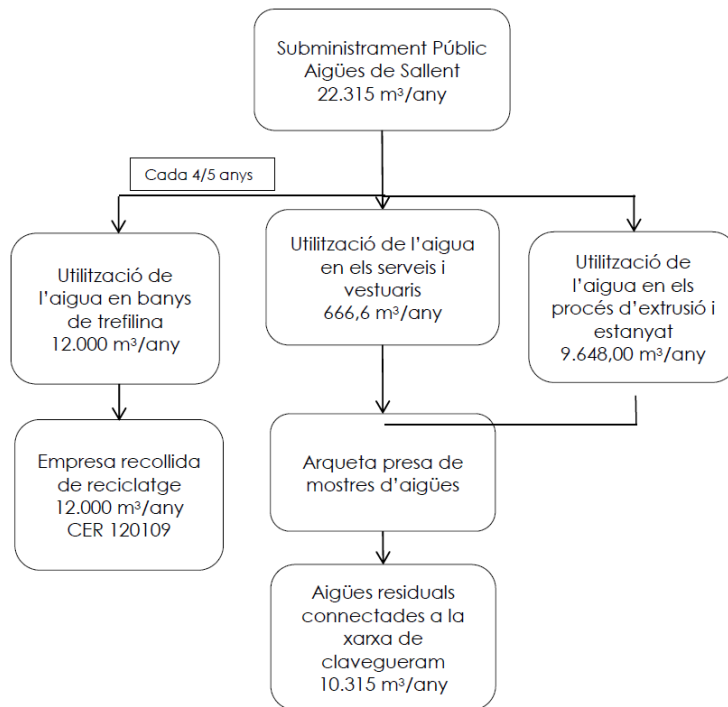 Subministrament Públic
Aigües de Sallent
22.315 m³/any
Cada 4/5 anys
Utilització de
l'aigua en banys
de trefilina
12.000 m³/any
Utilització de l'aigua
en els serveis i
vestuaris
666,6 m³/any
Utilització de
l'aigua en els
procés d'extrusió i
estanyat
9.648,00 m³/any
Empresa recollida
de reciclatge
12.000 m³/any
CER 120109
Arqueta presa de
mostres d'aigües
Aigües residuals
connectades a la
xarxa de
clavegueram
10.315 m³/any